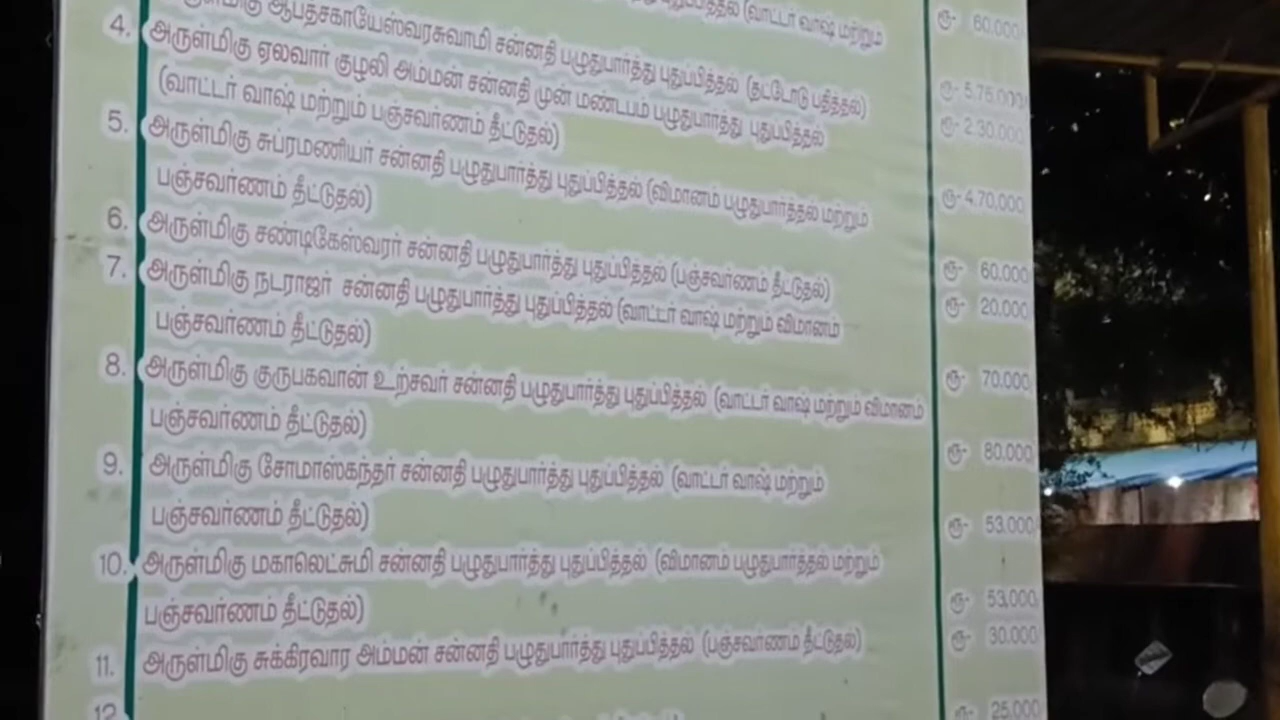 புதுப்பித்தல் (வாட்டர் வாஷ் மற்றும்
ரூ- 60,000
ஆபத்சகாயேஸ்வரசுவாமி சன்னதி பழுதுபார்த்து புதுப்பித்தல் (தட்டோடு பதித்தல்) ரூ- 5,75,000/
4. அருள்மிகு ஏலவார் குழலி அம்மன் சன்னதி முன் மண்டபம் பழுதுபார்த்து புதுப்பித்தல் ரூ- 2,30,000
(வாட்டர் வாஷ் மற்றும் பஞ்சவர்ணம் தீட்டுதல்)
5. அருள்மிகு சுப்ரமணியர் சன்னதி பழுதுபார்த்து புதுப்பித்தல் (விமானம் பழுதுபார்த்தல் மற்றும் ரூ- 4,70,000
பஞ்சவர்ணம் தீட்டுதல்)
6. அருள்மிகு சண்டிகேஸ்வரர் சன்னதி பழுதுபார்த்து புதுப்பித்தல் (பஞ்சவர்ணம் தீட்டுதல்) ரூ- 60,000
7. அருள்மிகு நடராஜர் சன்னதி பழுதுபார்த்து புதுப்பித்தல் (வாட்டர் வாஷ் மற்றும் விமானம் ரூ- 20,000
பஞ்சவர்ணம் தீட்டுதல்)
8. அருள்மிகு குருபகவான் உற்சவர் சன்னதி பழுதுபார்த்து புதுப்பித்தல் (வாட்டர் வாஷ் மற்றும் விமானம் ரூ- 70,000
பஞ்சவர்ணம் தீட்டுதல்) ரூ- 80,000
9. அருள்மிகு சோமாஸ்கந்தர் சன்னதி பழுதுபார்த்து புதுப்பித்தல் (வாட்டர் வாஷ் மற்றும்
பஞ்சவர்ணம் தீட்டுதல்) ரூ- 53,000
10. அருள்மிகு மகாலெட்சுமி சன்னதி பழுதுபார்த்து புதுப்பித்தல் (விமானம் பழுதுபார்த்தல் மற்றும்
பஞ்சவர்ணம் தீட்டுதல்) ரூ- 53,000
11. அருள்மிகு சுக்கிரவார அம்மன் சன்னதி பழுதுபார்த்து புதுப்பித்தல் (பஞ்சவர்ணம் தீட்டுதல்) ரூ- 30,000
12 ரூ- 25,000